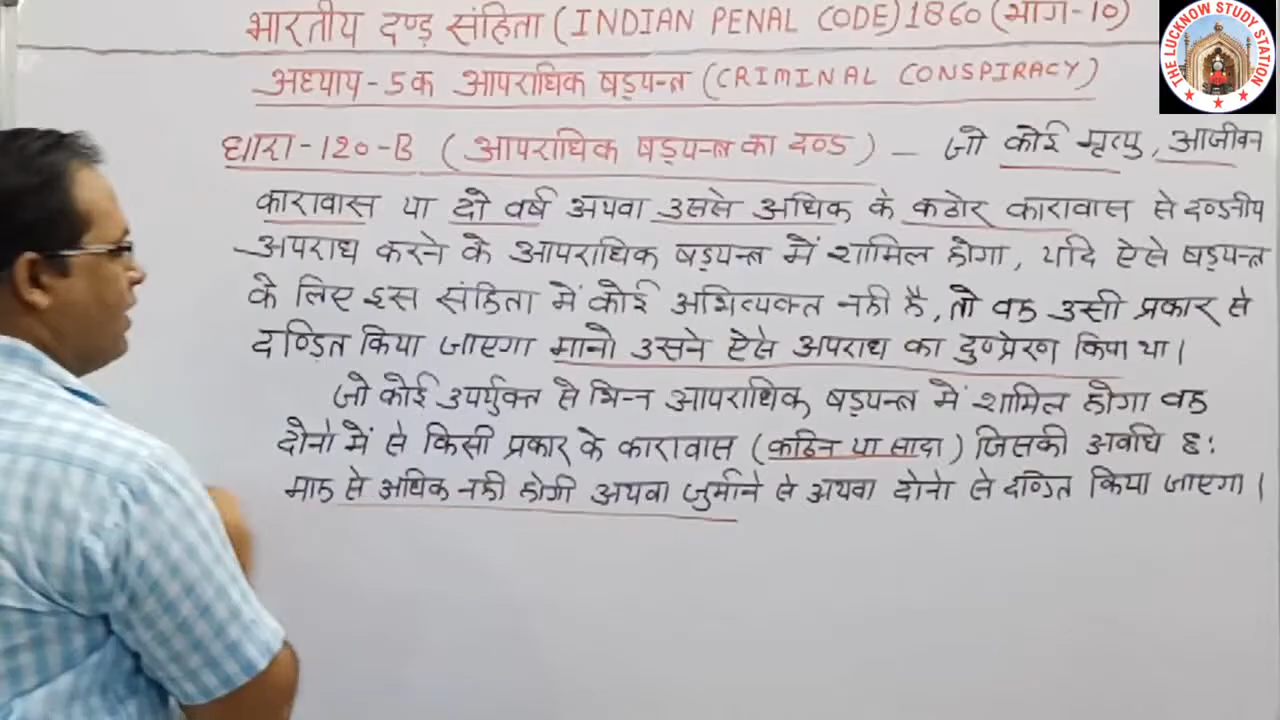 भारतीय दण्ड़ संहिता (INDIAN PENAL CODE) 1860 (भाग-10)
अध्याय-5क आपराधिक षड़यन्त्र (CRIMINAL CONSPIRACY)
धारा-120-B (आपराधिक षड़यन्त्र का दण्ड) – जो कोई मृत्यु, आजीवन
कारावास या दो वर्ष अथवा उससे अधिक के कठोर कारावास से दण्डनीय
अपराध करने के आपराधिक षड़यन्त्र में शामिल होगा, यदि ऐसे षड़यन्त्र
के लिए इस संहिता में कोई अभिव्यक्त नही है, तो वह उसी प्रकार से
दण्ड़ित किया जाएगा मानो उसने ऐसे अपराध का दुष्प्रेरण किया था।
जो कोई उपर्युक्त से भिन्न आपराधिक षड़यन्त्र में शामिल होगा वह
दोनो में से किसी प्रकार के कारावास (कठिन या सादा) जिसकी अवधि छ:
माह से अधिक नही होगी अथवा जुर्माने से अथवा दोनो से दण्डित किया जाएगा।
THE LUCKNOW STUDY STATION